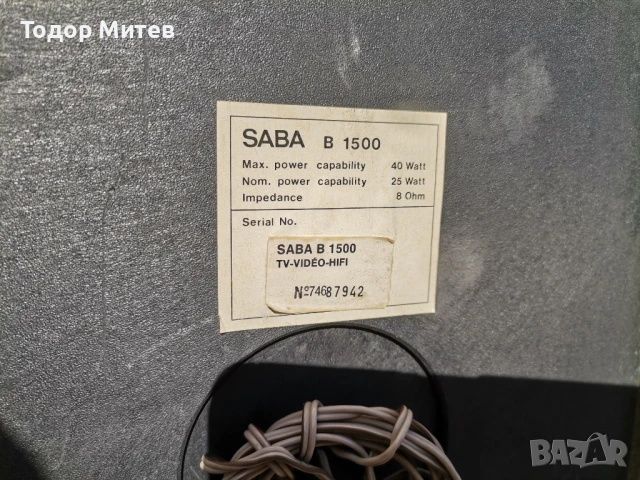 Тодор Митев
SABA B 1500
Max. power capability 40 Watt
Nom. power capability 25 Watt
Impedance 8 Ohm
Serial No.
SABA B 1500
TV-VIDÉO-HIFI
Nº74687942
BAZAR